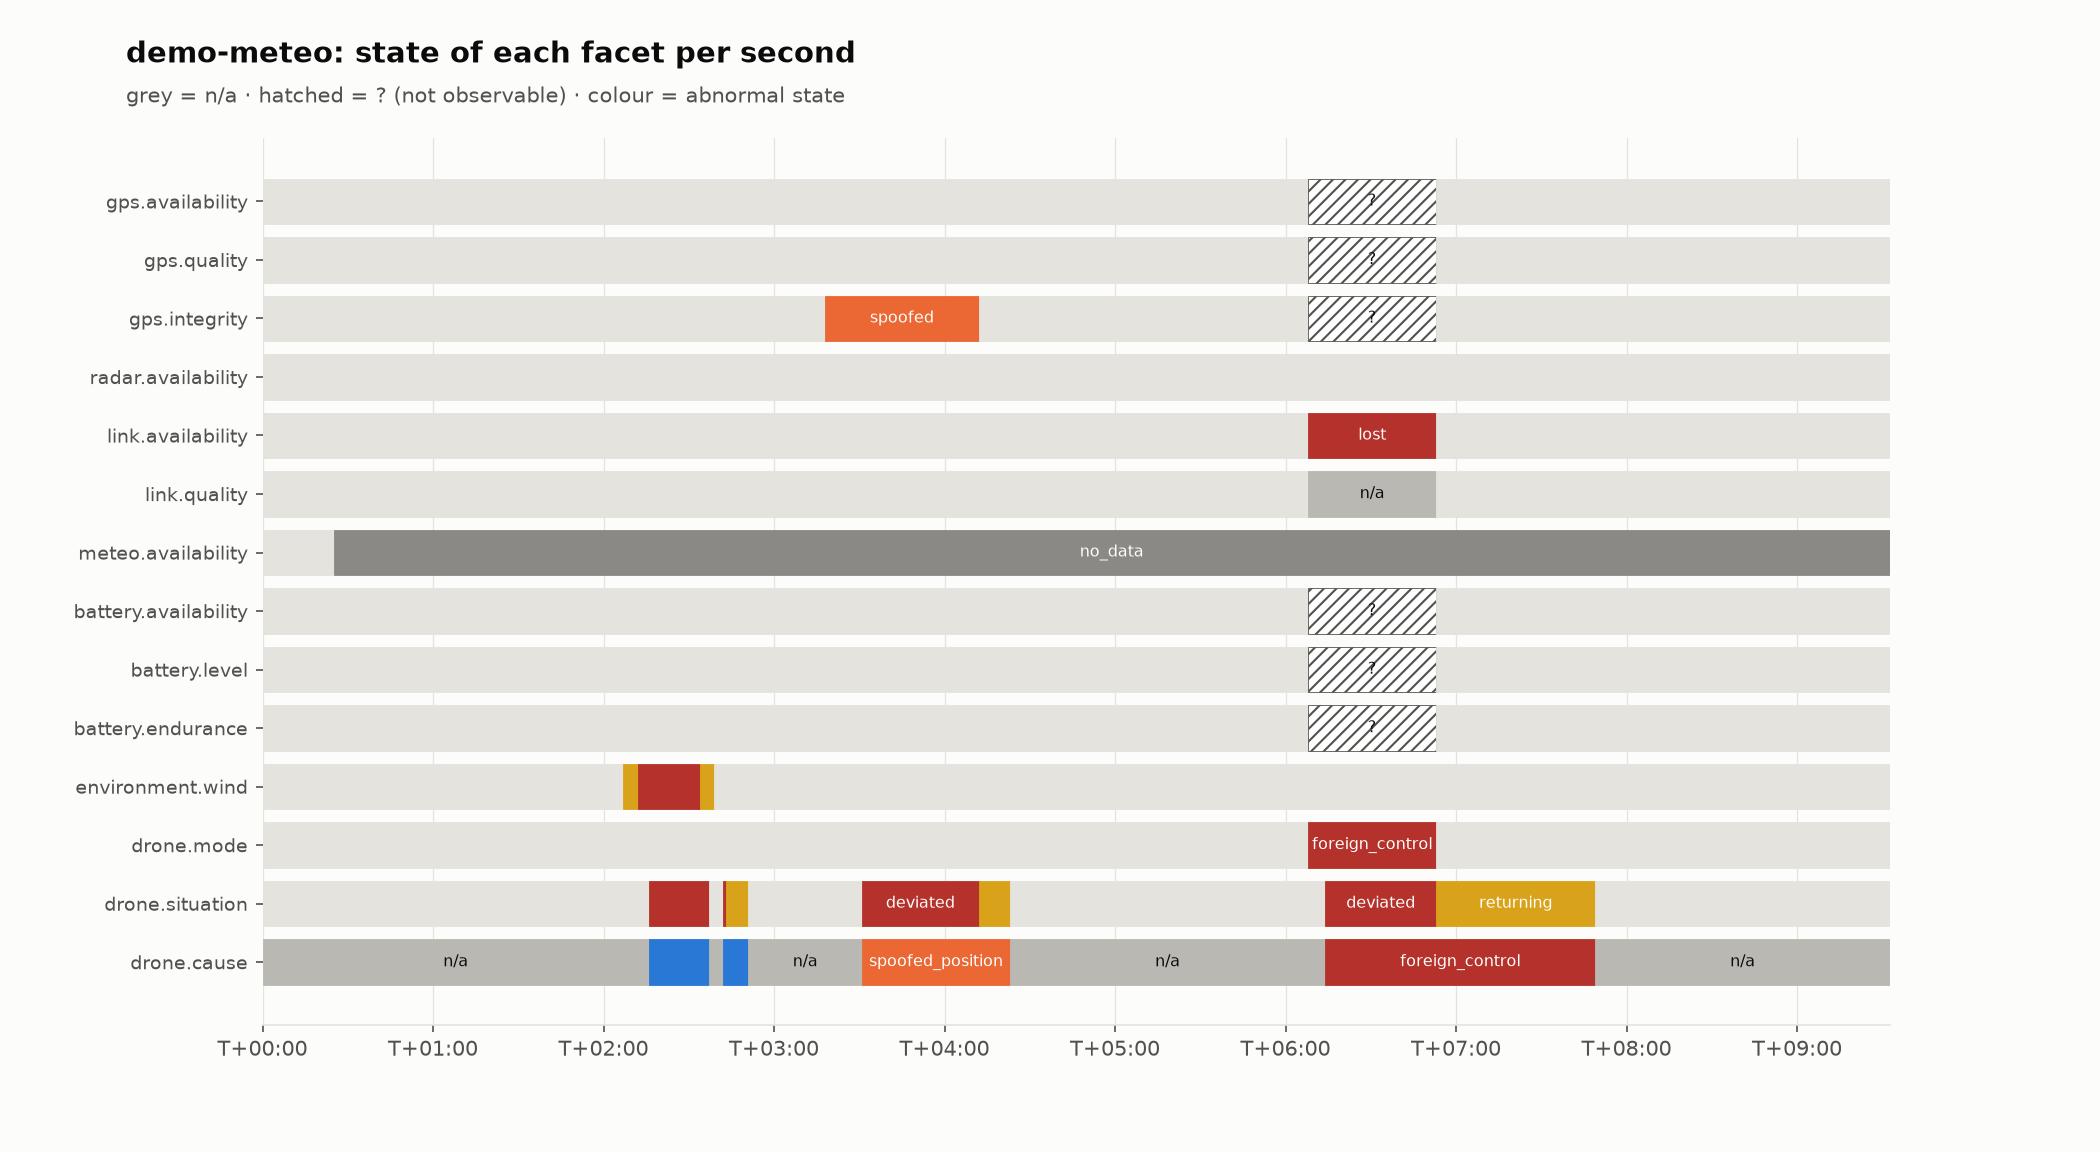 demo-meteo: state of each facet per second
grey = n/a · hatched = ? (not observable) · colour = abnormal state
gps.availability ?
gps.quality ?
gps.integrity spoofed ?
radar.availability
link.availability lost
link.quality n/a
meteo.availability no_data
battery.availability ?
battery.level ?
battery.endurance ?
environment.wind
drone.mode foreign_control
drone.situation deviated deviated returning
drone.cause n/a n/a spoofed_position n/a foreign_control n/a
T+00:00 T+01:00 T+02:00 T+03:00 T+04:00 T+05:00 T+06:00 T+07:00 T+08:00 T+09:00